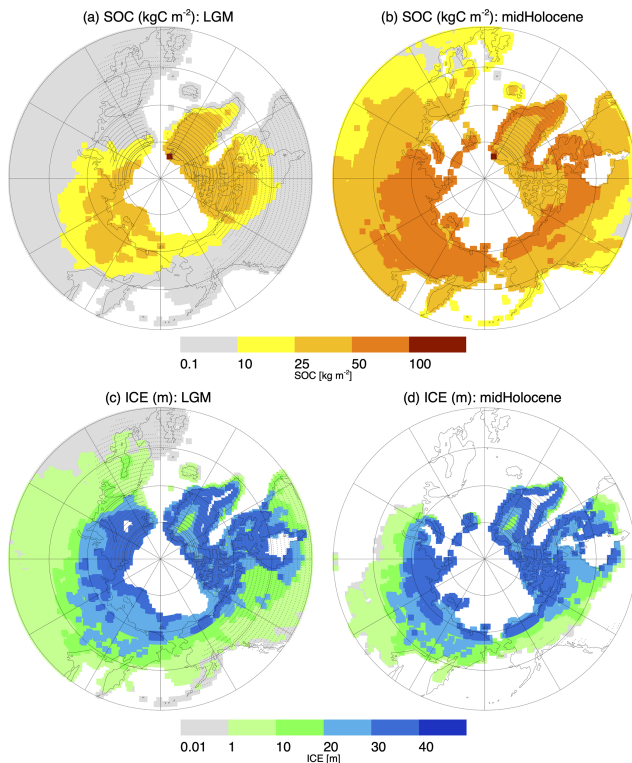 (a) SOC (kgC m⁻²): LGM
(b) SOC (kgC m⁻²): midHolocene
0.1 10 25 50 100
SOC [kg m⁻²]
(c) ICE (m): LGM
(d) ICE (m): midHolocene
0.01 1 10 20 30 40
ICE [m]